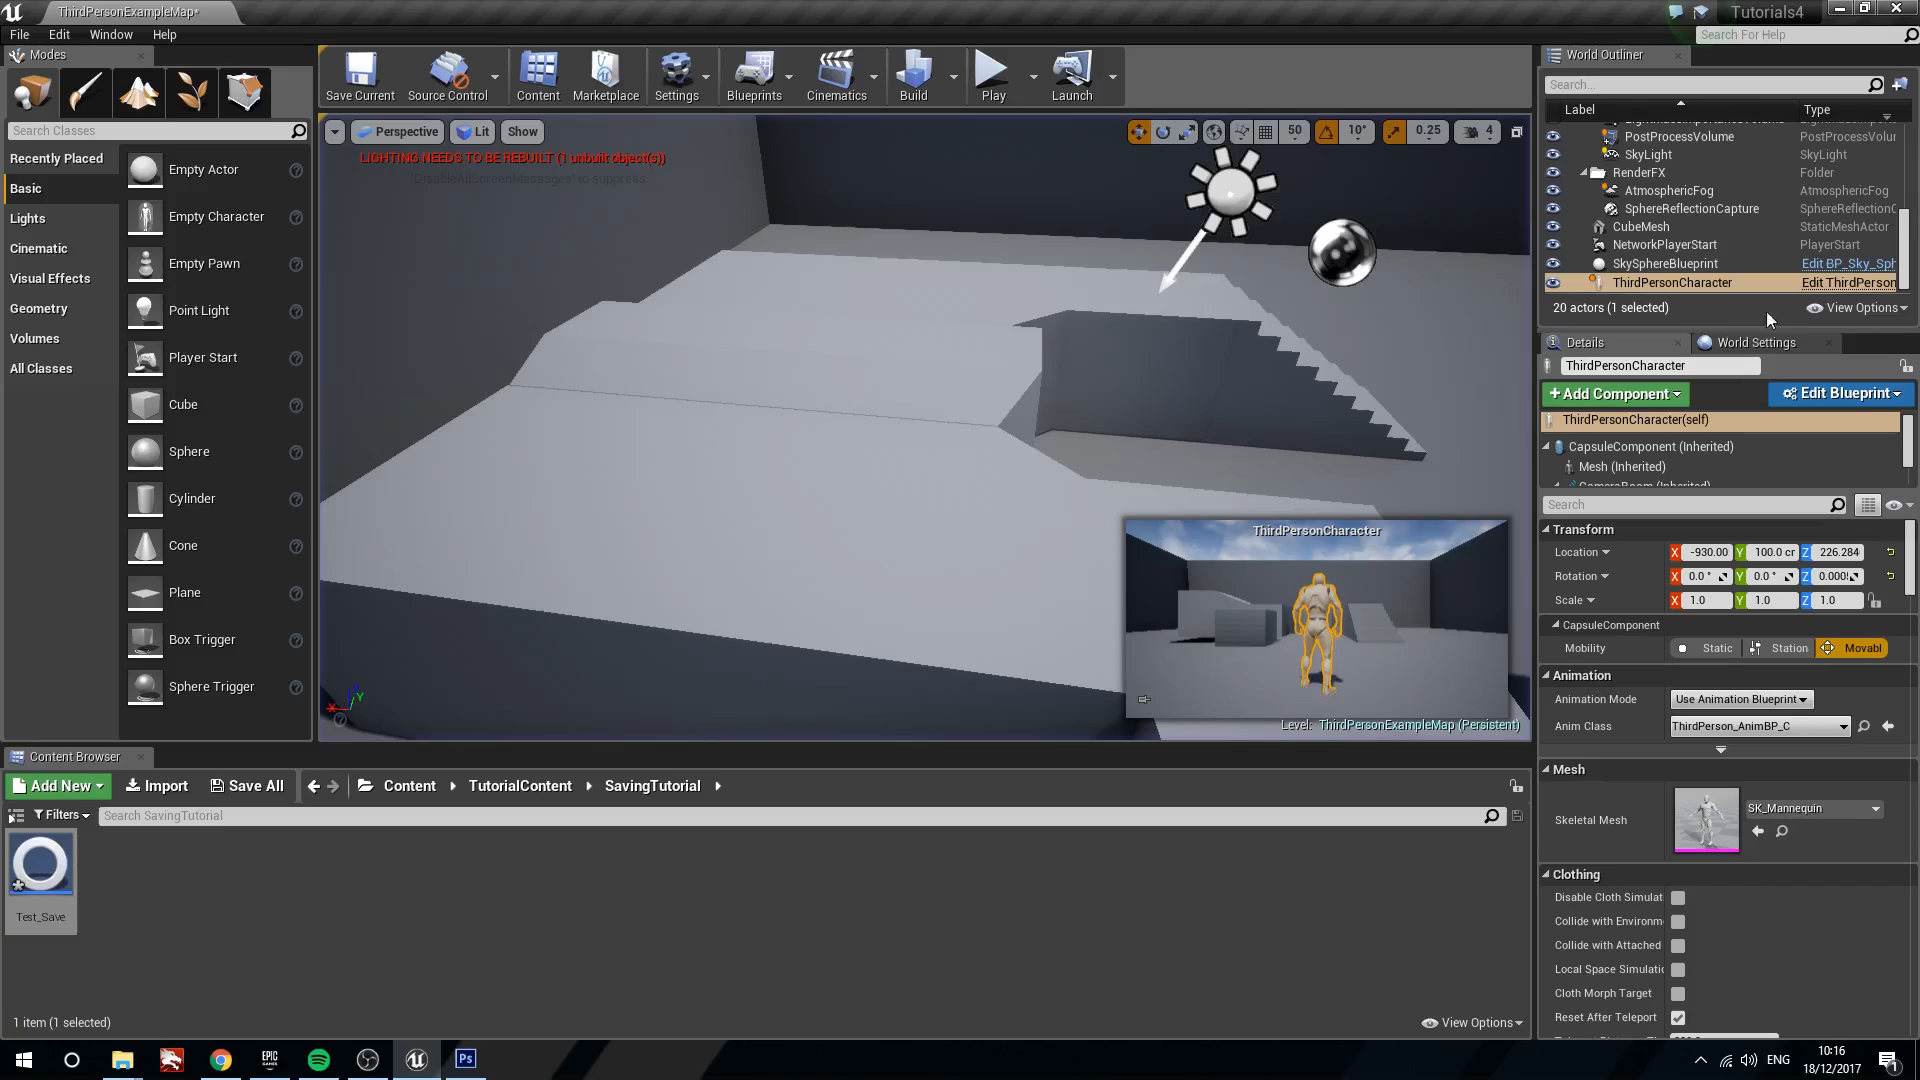 ThirdPersonExampleMap*
Tutorials4
File Edit Window Help
Search For Help
Modes
Save Current
Source Control
Content
Marketplace
Settings
Blueprints
Cinematics
Build
Play
Launch
World Outliner
Search...
Label
Type
Search Classes
Recently Placed
Basic
Lights
Cinematic
Visual Effects
Geometry
Volumes
All Classes
Empty Actor
Empty Character
Empty Pawn
Point Light
Player Start
Cube
Sphere
Cylinder
Cone
Plane
Box Trigger
Sphere Trigger
Perspective
Lit
Show
50
10°
0.25
4
LIGHTING NEEDS TO BE REBUILT (1 unbuilt object(s))
'DisableAllScreenMessages' to suppress
ThirdPersonCharacter
Level: ThirdPersonExampleMap (Persistent)
X
Y
PostProcessVolume PostProcessVolur
SkyLight SkyLight
RenderFX Folder
AtmosphericFog AtmosphericFog
SphereReflectionCapture SphereReflectionC
CubeMesh StaticMeshActor
NetworkPlayerStart PlayerStart
SkySphereBlueprint Edit BP_Sky_Sph
ThirdPersonCharacter Edit ThirdPerson
20 actors (1 selected)
View Options
Details
World Settings
ThirdPersonCharacter
+Add Component
Edit Blueprint
ThirdPersonCharacter(self)
CapsuleComponent (Inherited)
Mesh (Inherited)
Search
Transform
Location X -930.00 Y 100.0 cr Z 226.284
Rotation X 0.0 ° Y 0.0 ° Z 0.000!
Scale X 1.0 Y 1.0 Z 1.0
CapsuleComponent
Mobility Static Station Movabl
Animation
Animation Mode Use Animation Blueprint
Anim Class ThirdPerson_AnimBP_C
Mesh
Skeletal Mesh SK_Mannequin
Clothing
Disable Cloth Simulat
Collide with Environm
Collide with Attached
Local Space Simulatio
Cloth Morph Target
Reset After Teleport
Content Browser
Add New
Import
Save All
Content
TutorialContent
SavingTutorial
Filters
Search SavingTutorial
Test_Save
1 item (1 selected)
View Options
EPIC GAMES
Ps
ENG
10:16
18/12/2017
1